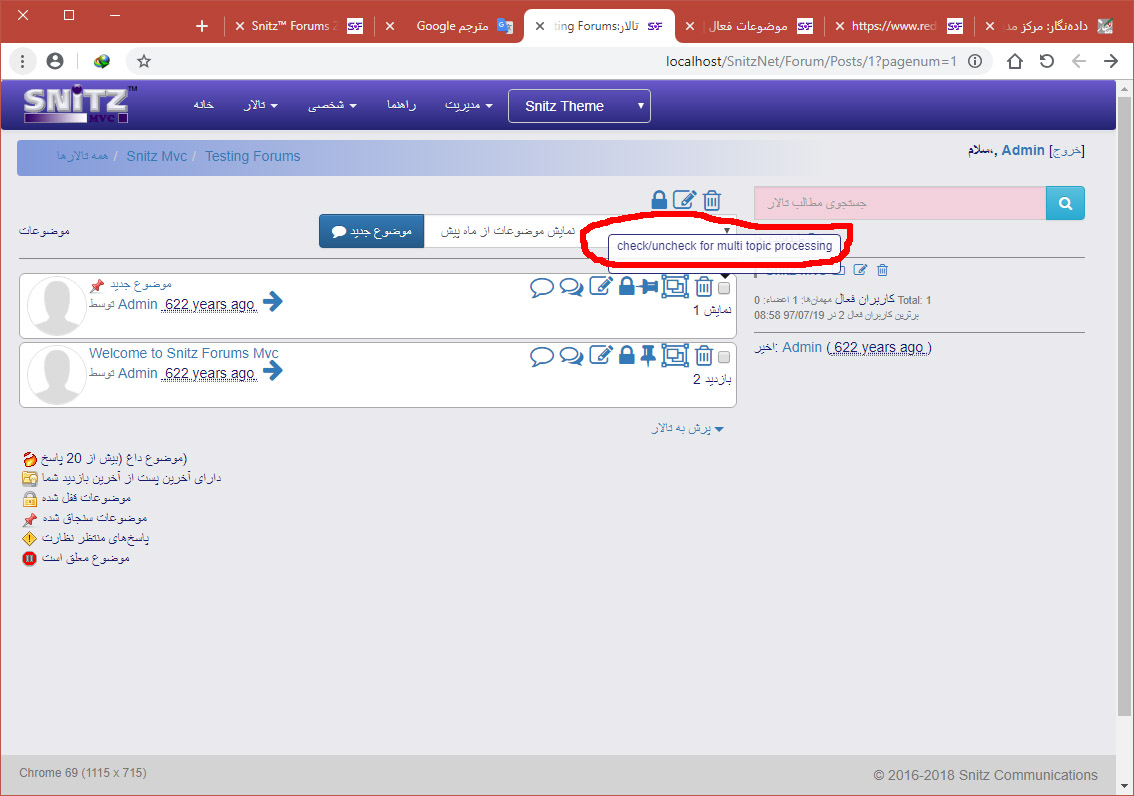 Snitz™ Forums 2
مترجم Google
تالار:ting Forums
موضوعات فعال
https://www.red
داده‌نگار: مرکز مد
localhost/SnitzNet/Forum/Posts/1?pagenum=1
SNiTZ™ MVC
خانه
تالار
شخصی
راهنما
مدیریت
Snitz Theme
همه تالارها / Snitz Mvc / Testing Forums
سلام ,، Admin [خروج]
جستجوی مطالب تالار
موضوعات
موضوع جدید
نمایش موضوعات از ماه پیش
check/uncheck for multi topic processing
موضوع جدید
توسط Admin 622 years ago
نمایش 1
Welcome to Snitz Forums Mvc
توسط Admin 622 years ago
بازدید 2
کاربران فعال مهمان‌ها: 1 اعضاء: 0 Total: 1
برترین کاربران فعال 2 در 97/07/19 08:58
اخیر: Admin ( 622 years ago )
پرش به تالار
(موضوع داغ (بیش از 20 پاسخ
دارای آخرین پست از آخرین بازدید شما
موضوعات قفل شده
موضوعات سنجاق شده
پاسخ‌های منتظر نظارت
موضوع معلق است
Chrome 69 (1115 x 715)
© 2016-2018 Snitz Communications